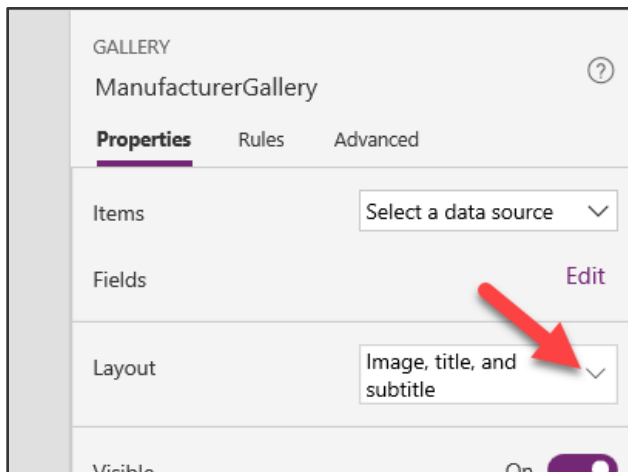 GALLERY
ManufacturerGallery
?
Properties Rules Advanced
Items Select a data source
Fields Edit
Layout Image, title, and
subtitle
Visible On